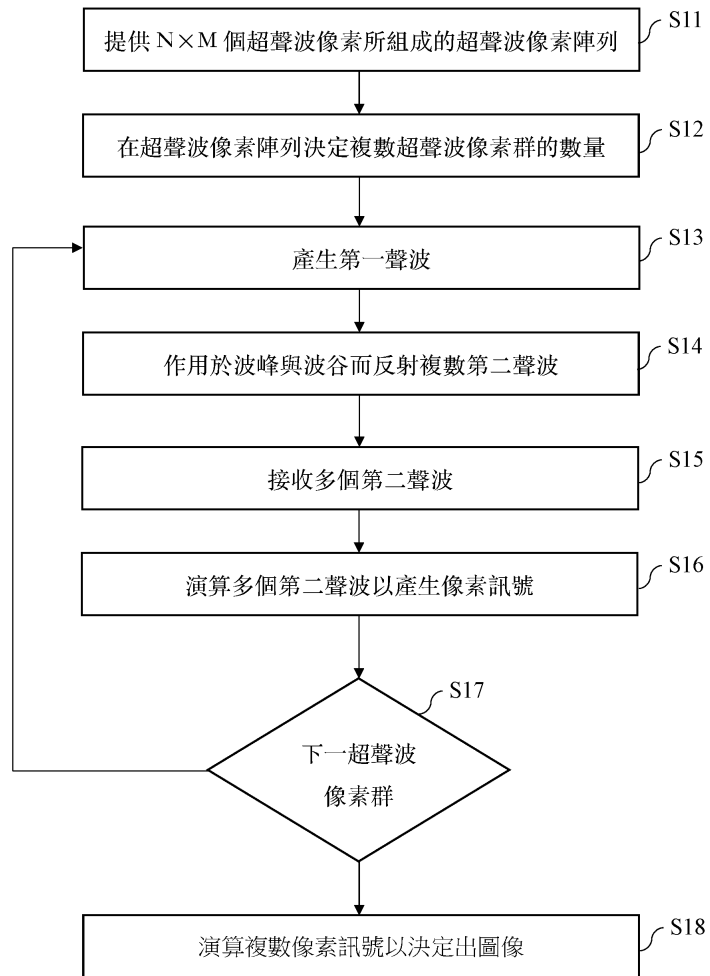 S11
提供 N×M 個超聲波像素所組成的超聲波像素陣列
S12
在超聲波像素陣列決定複數超聲波像素群的數量
S13
產生第一聲波
S14
作用於波峰與波谷而反射複數第二聲波
S15
接收多個第二聲波
S16
演算多個第二聲波以產生像素訊號
S17
下一超聲波
像素群
S18
演算複數像素訊號以決定出圖像